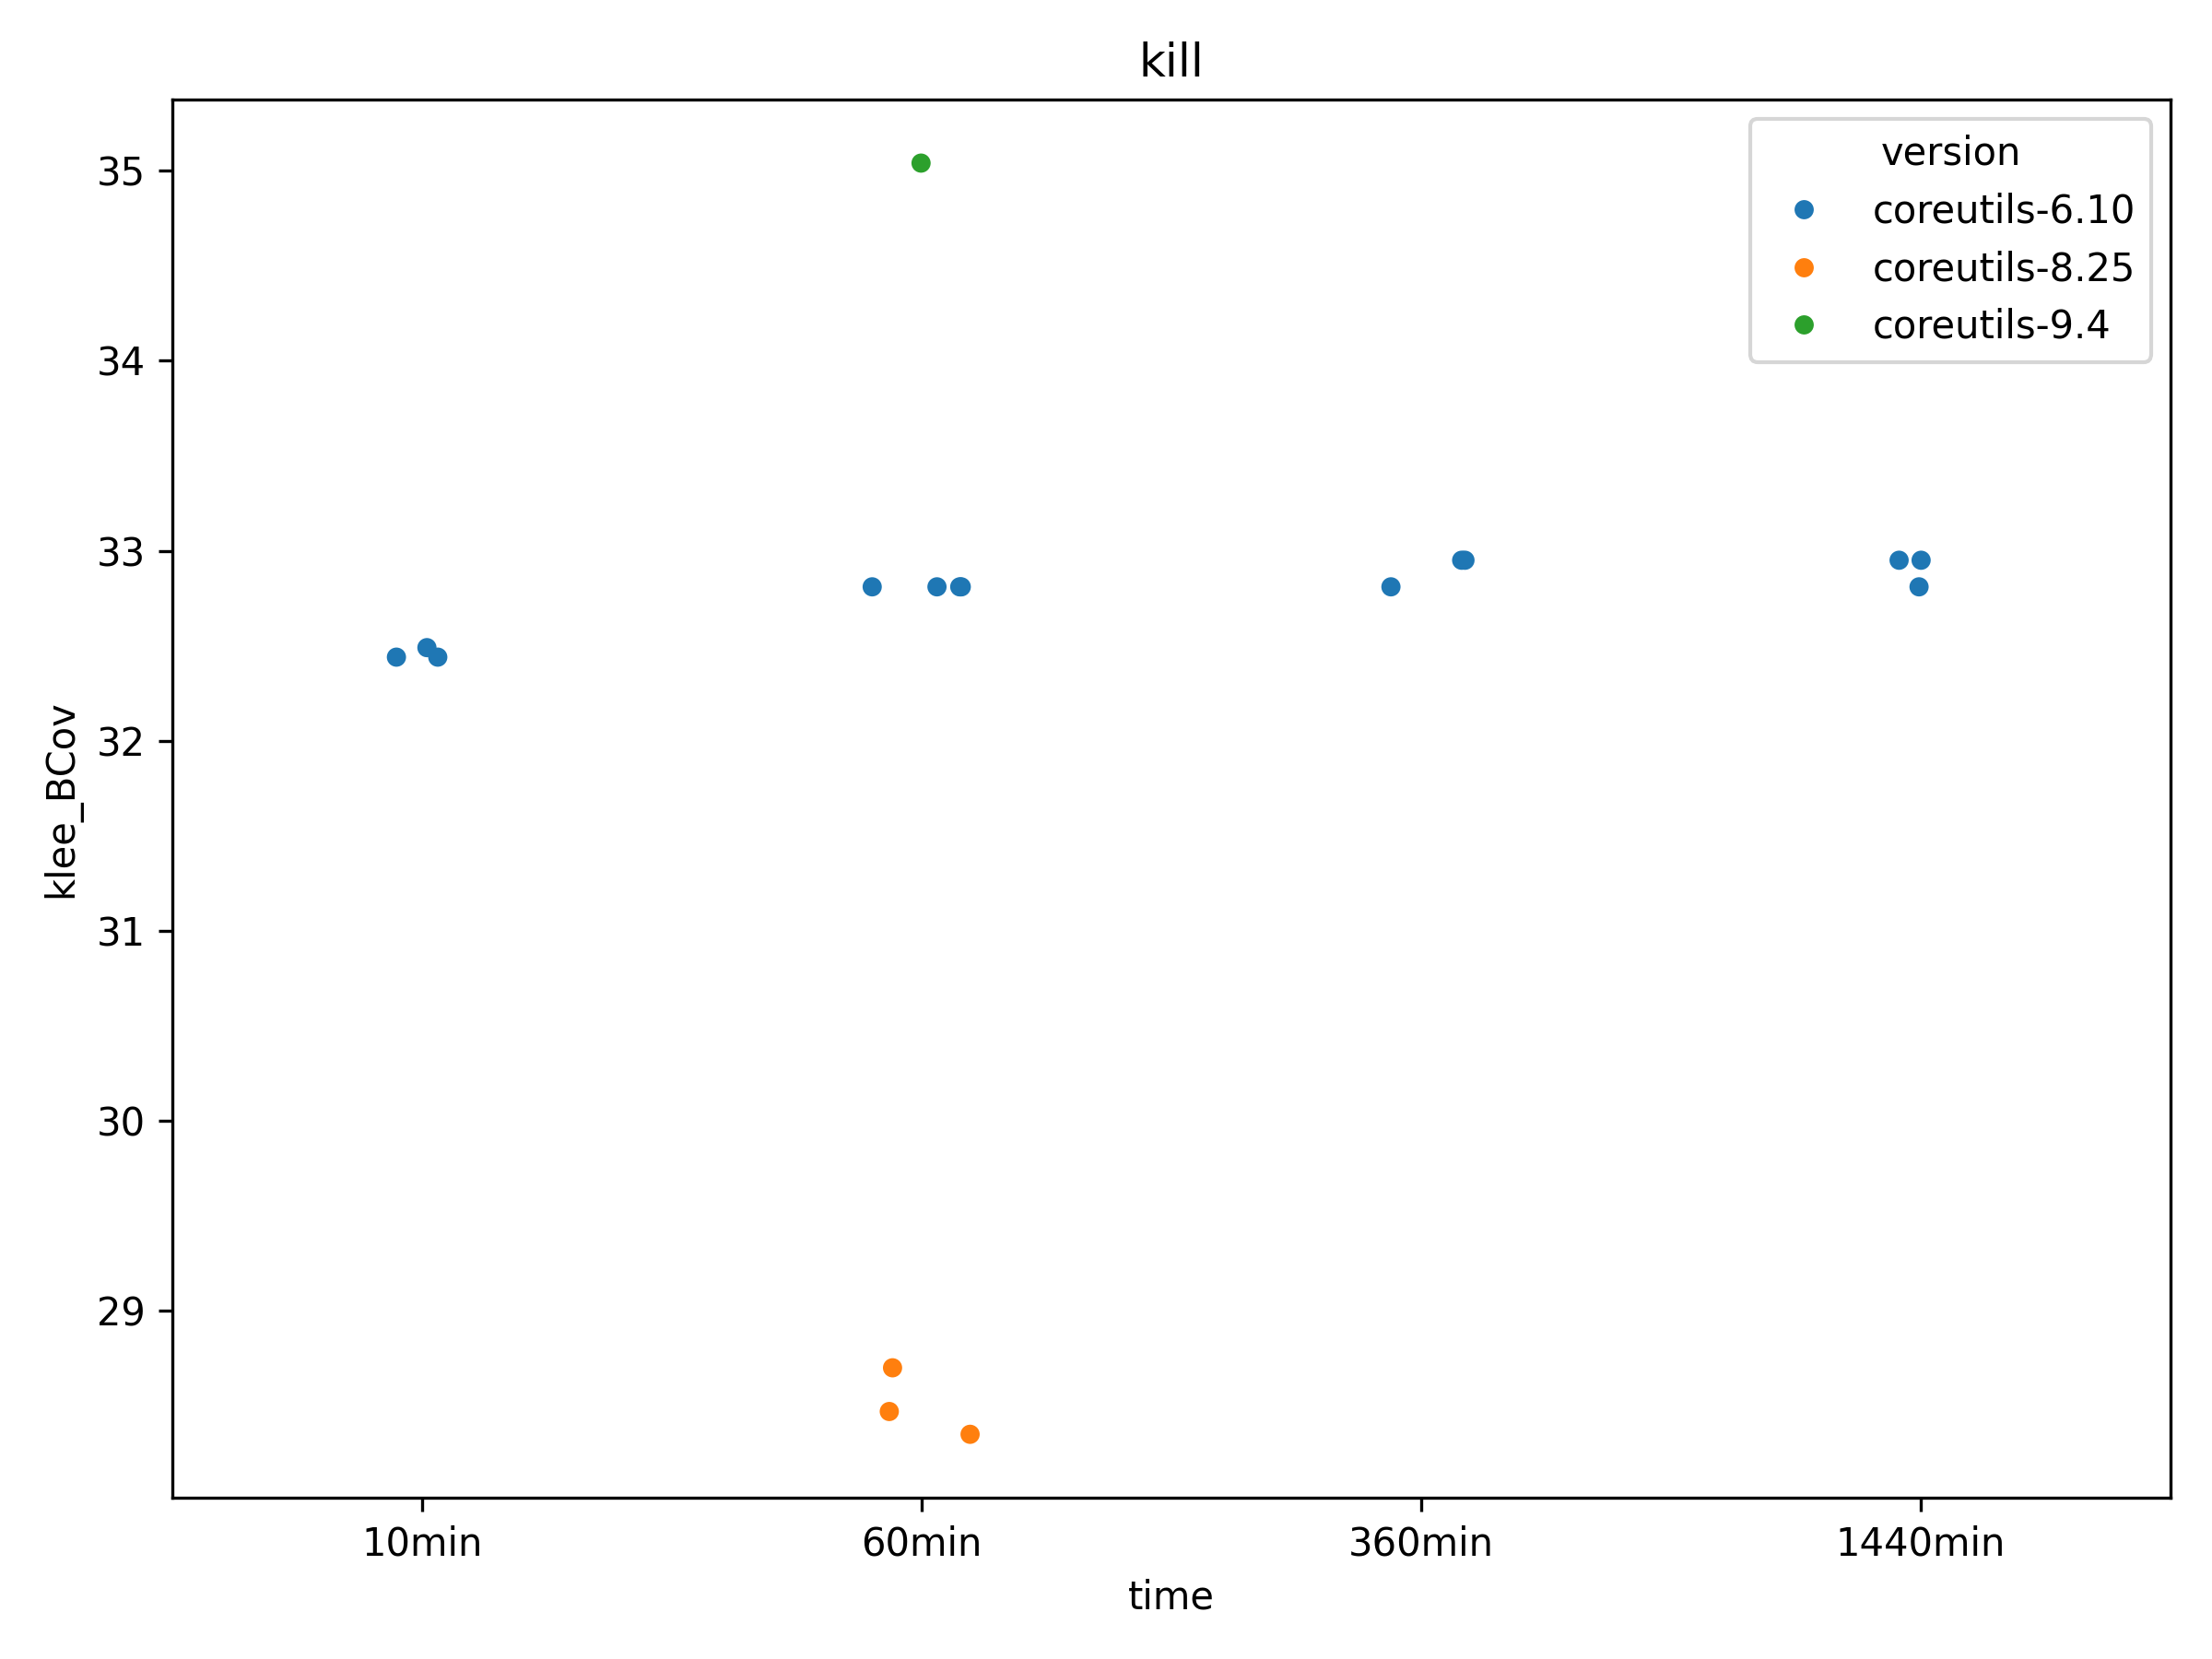 kill
version
coreutils-6.10
coreutils-8.25
coreutils-9.4
klee_BCov
35
34
33
32
31
30
29
10min
60min
360min
1440min
time